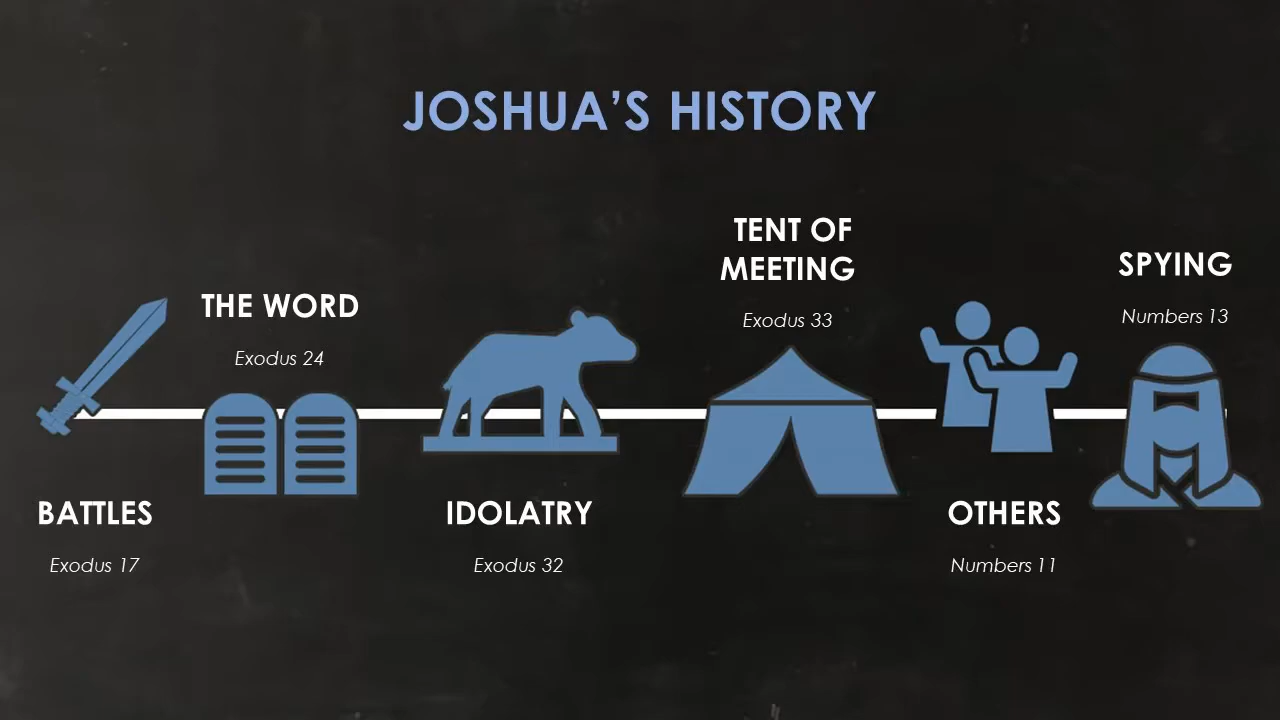 JOSHUA'S HISTORY
BATTLES
Exodus 17
THE WORD
Exodus 24
IDOLATRY
Exodus 32
TENT OF
MEETING
Exodus 33
OTHERS
Numbers 11
SPYING
Numbers 13